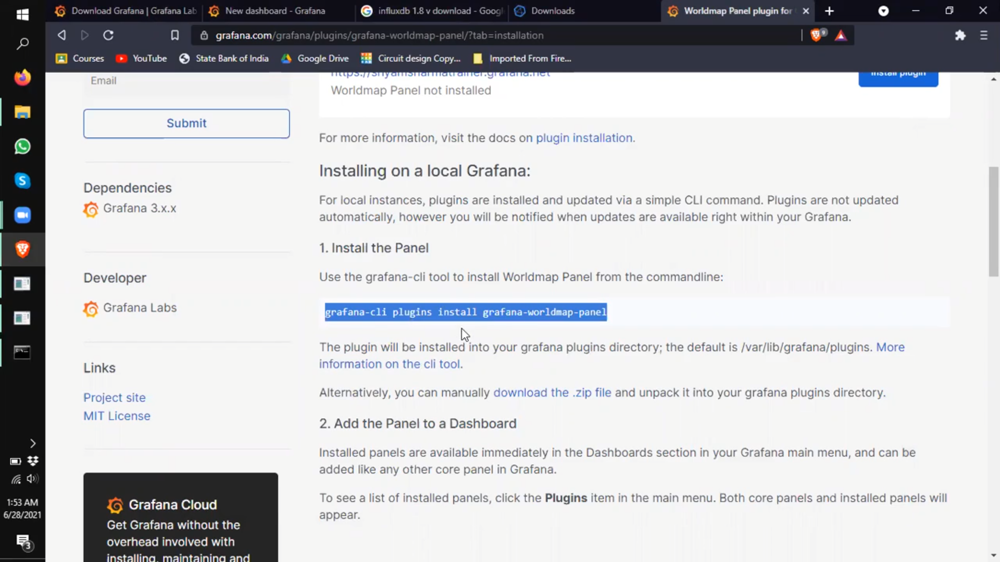 Download Grafana | Grafana Lab
New dashboard - Grafana
influxdb 1.8 v download - Googl
Downloads
Worldmap Panel plugin for
grafana.com/grafana/plugins/grafana-worldmap-panel/?tab=installation
9
Courses
YouTube
State Bank of India
Google Drive
Circuit design Copy...
Imported From Fire...
Email
Submit
Dependencies
Grafana 3.x.x
Developer
Grafana Labs
Links
Project site
MIT License
Grafana Cloud
Get Grafana without the
overhead involved with
installing, maintaining and
https://shyamsharmatrainer.grafana.net
Install plugin
Worldmap Panel not installed
For more information, visit the docs on plugin installation.
Installing on a local Grafana:
For local instances, plugins are installed and updated via a simple CLI command. Plugins are not updated
automatically, however you will be notified when updates are available right within your Grafana.
1. Install the Panel
Use the grafana-cli tool to install Worldmap Panel from the commandline:
grafana-cli plugins install grafana-worldmap-panel
The plugin will be installed into your grafana plugins directory; the default is /var/lib/grafana/plugins. More
information on the cli tool.
Alternatively, you can manually download the .zip file and unpack it into your grafana plugins directory.
2. Add the Panel to a Dashboard
Installed panels are available immediately in the Dashboards section in your Grafana main menu, and can be
added like any other core panel in Grafana.
To see a list of installed panels, click the Plugins item in the main menu. Both core panels and installed panels will
appear.
1:53 AM
6/28/2021
3